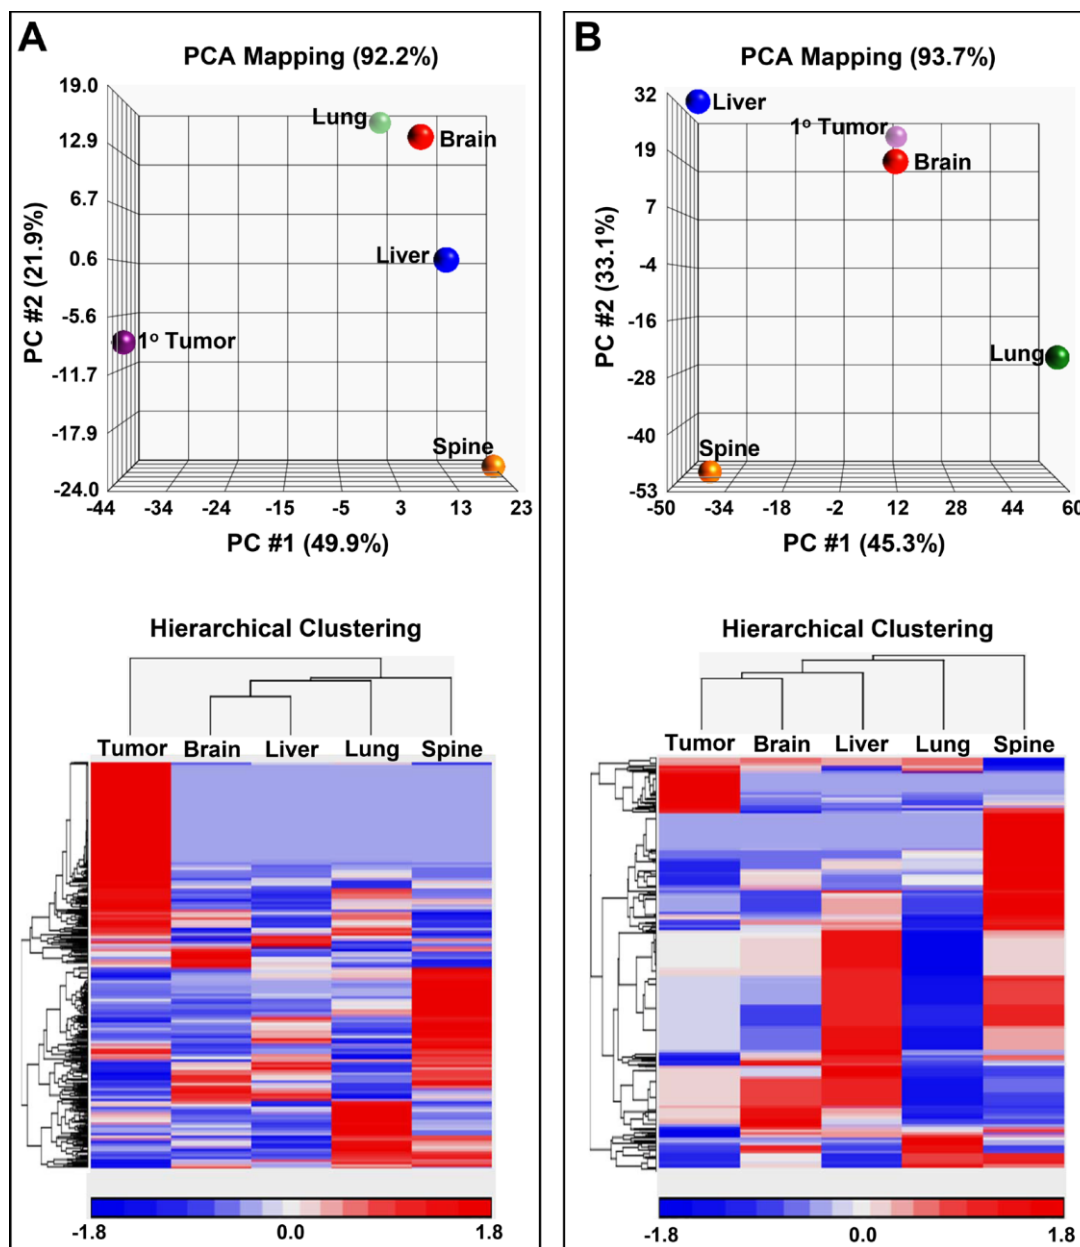 A
PCA Mapping (92.2%)
19.0
12.9
6.7
0.6
-5.6
-11.7
-17.9
-24.0
PC #2 (21.9%)
Lung
Brain
Liver
1o Tumor
Spine
-44 -34 -24 -15 -5 3 13 23
PC #1 (49.9%)
Hierarchical Clustering
Tumor Brain Liver Lung Spine
-1.8 0.0 1.8
B
PCA Mapping (93.7%)
32
19
7
-4
-16
-28
-40
-53
PC #2 (33.1%)
Liver
1o Tumor
Brain
Lung
Spine
-50 -34 -18 -2 12 28 44 60
PC #1 (45.3%)
Hierarchical Clustering
Tumor Brain Liver Lung Spine
-1.8 0.0 1.8